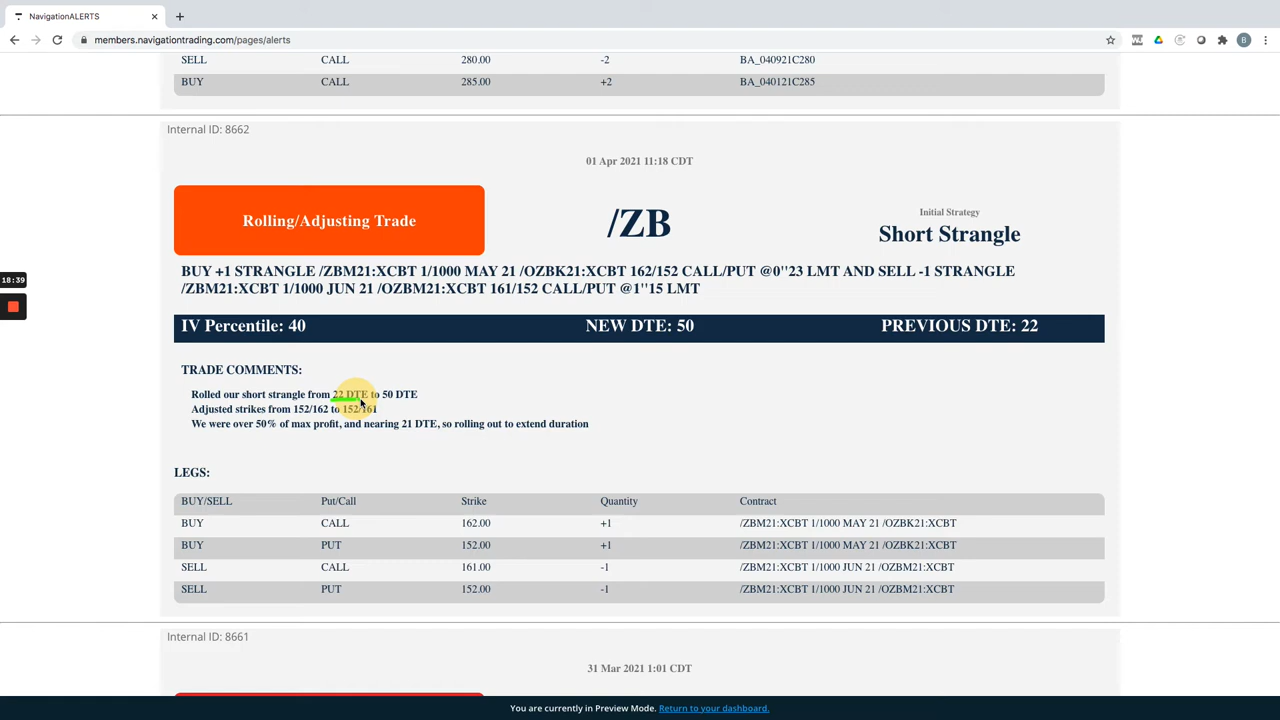 NavigationALERTS
members.navigationtrading.com/pages/alerts
SELL CALL 280.00 -2 BA_040921C280
BUY CALL 285.00 +2 BA_040121C285
Internal ID: 8662
01 Apr 2021 11:18 CDT
Rolling/Adjusting Trade
/ZB
Initial Strategy
Short Strangle
BUY +1 STRANGLE /ZBM21:XCBT 1/1000 MAY 21 /OZBK21:XCBT 162/152 CALL/PUT @0"23 LMT AND SELL -1 STRANGLE
/ZBM21:XCBT 1/1000 JUN 21 /OZBM21:XCBT 161/152 CALL/PUT @1"15 LMT
IV Percentile: 40 NEW DTE: 50 PREVIOUS DTE: 22
TRADE COMMENTS:
Rolled our short strangle from 22 DTE to 50 DTE
Adjusted strikes from 152/162 to 152/161
We were over 50% of max profit, and nearing 21 DTE, so rolling out to extend duration
LEGS:
BUY/SELL Put/Call Strike Quantity Contract
BUY CALL 162.00 +1 /ZBM21:XCBT 1/1000 MAY 21 /OZBK21:XCBT
BUY PUT 152.00 +1 /ZBM21:XCBT 1/1000 MAY 21 /OZBK21:XCBT
SELL CALL 161.00 -1 /ZBM21:XCBT 1/1000 JUN 21 /OZBM21:XCBT
SELL PUT 152.00 -1 /ZBM21:XCBT 1/1000 JUN 21 /OZBM21:XCBT
Internal ID: 8661
31 Mar 2021 1:01 CDT
You are currently in Preview Mode. Return to your dashboard.
18:39
B